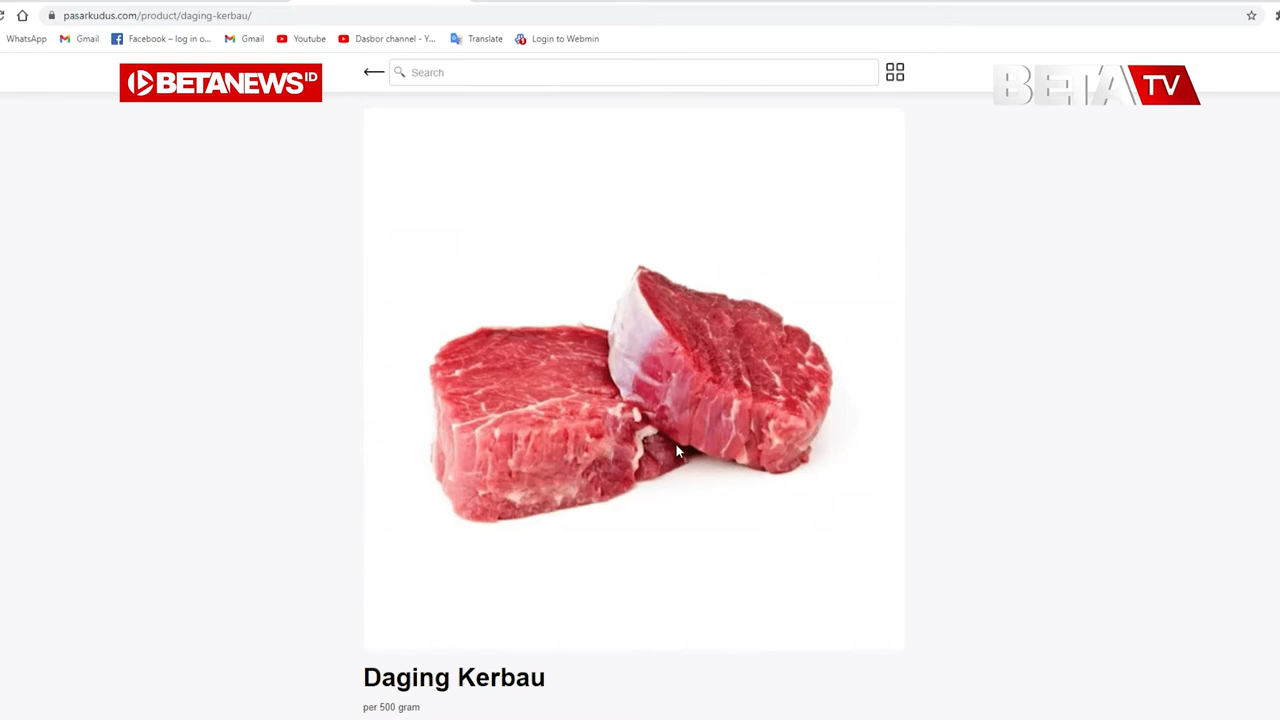 pasarkudus.com/product/daging-kerbau/
WhatsApp Gmail Facebook – log in o... Gmail Youtube Dasbor channel - Y... Translate Login to Webmin
BETANEWS ID
Search
BETA TV
Daging Kerbau
per 500 gram